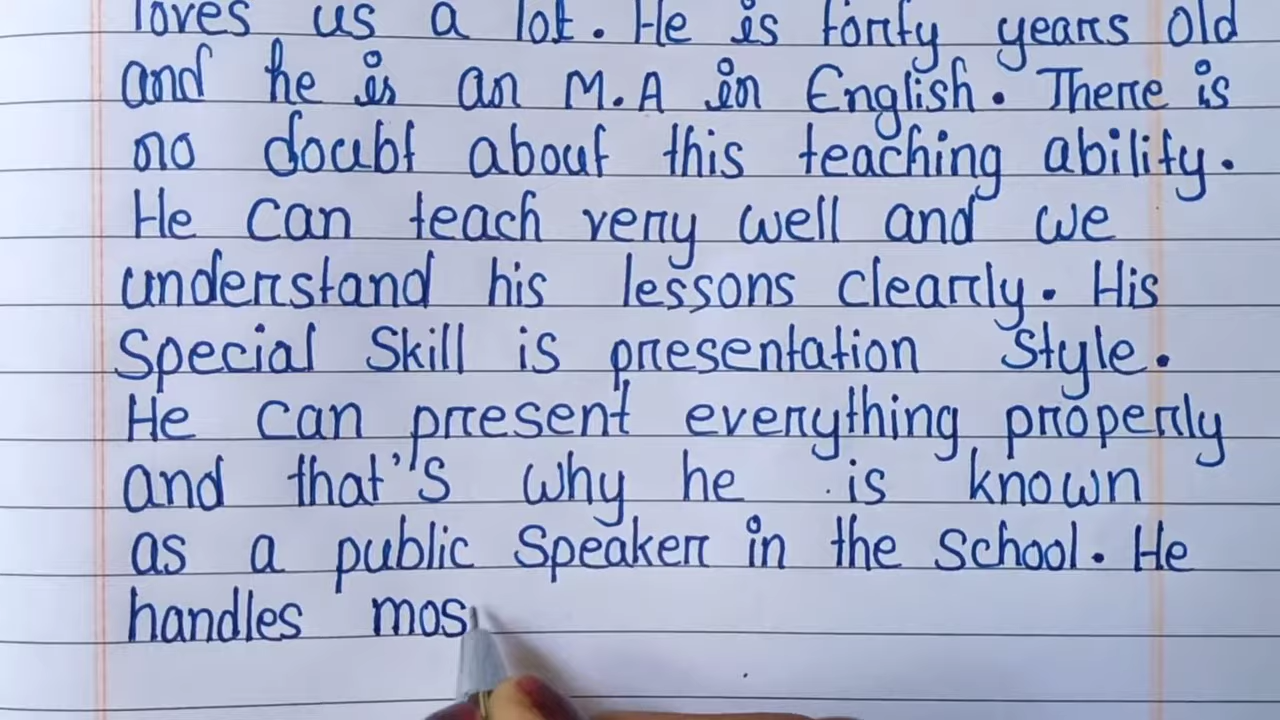 loves us a lot. He is forty years old
and he is an M.A in English. There is
no doubt about this teaching ability.
He can teach very well and we
understand his lessons clearly. His
Special Skill is presentation Style.
He can present everything properly
and that's why he is known
as a public Speaker in the School. He
handles mos